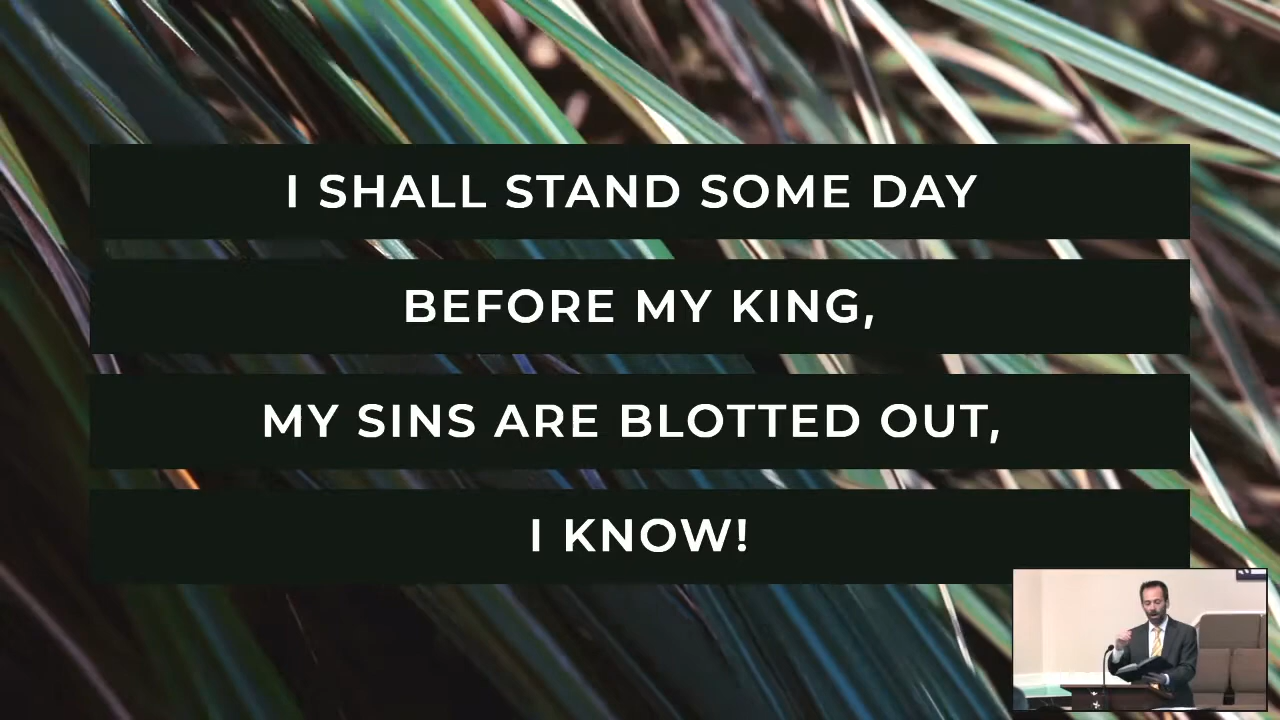 I SHALL STAND SOME DAY
BEFORE MY KING,
MY SINS ARE BLOTTED OUT,
I KNOW!